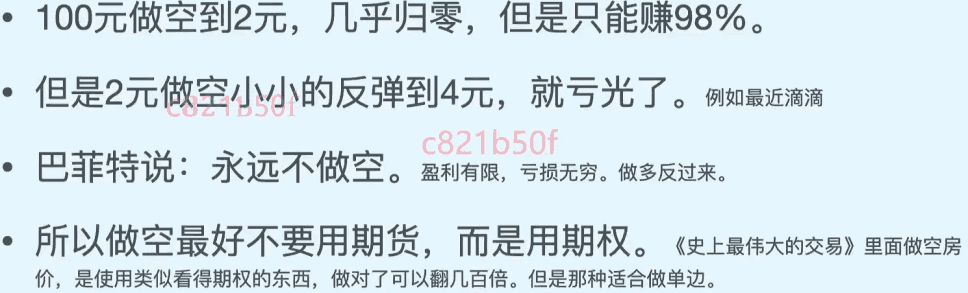 • 100元做空到2元，几乎归零，但是只能赚98%。
• 但是2元做空小小的反弹到4元，就亏光了。例如最近滴滴
c821b50f
c821b50f
• 巴菲特说：永远不做空。盈利有限，亏损无穷。做多反过来。
• 所以做空最好不要用期货，而是用期权。《史上最伟大的交易》里面做空房
价，是使用类似看得期权的东西，做对了可以翻几百倍。但是那种适合做单边。